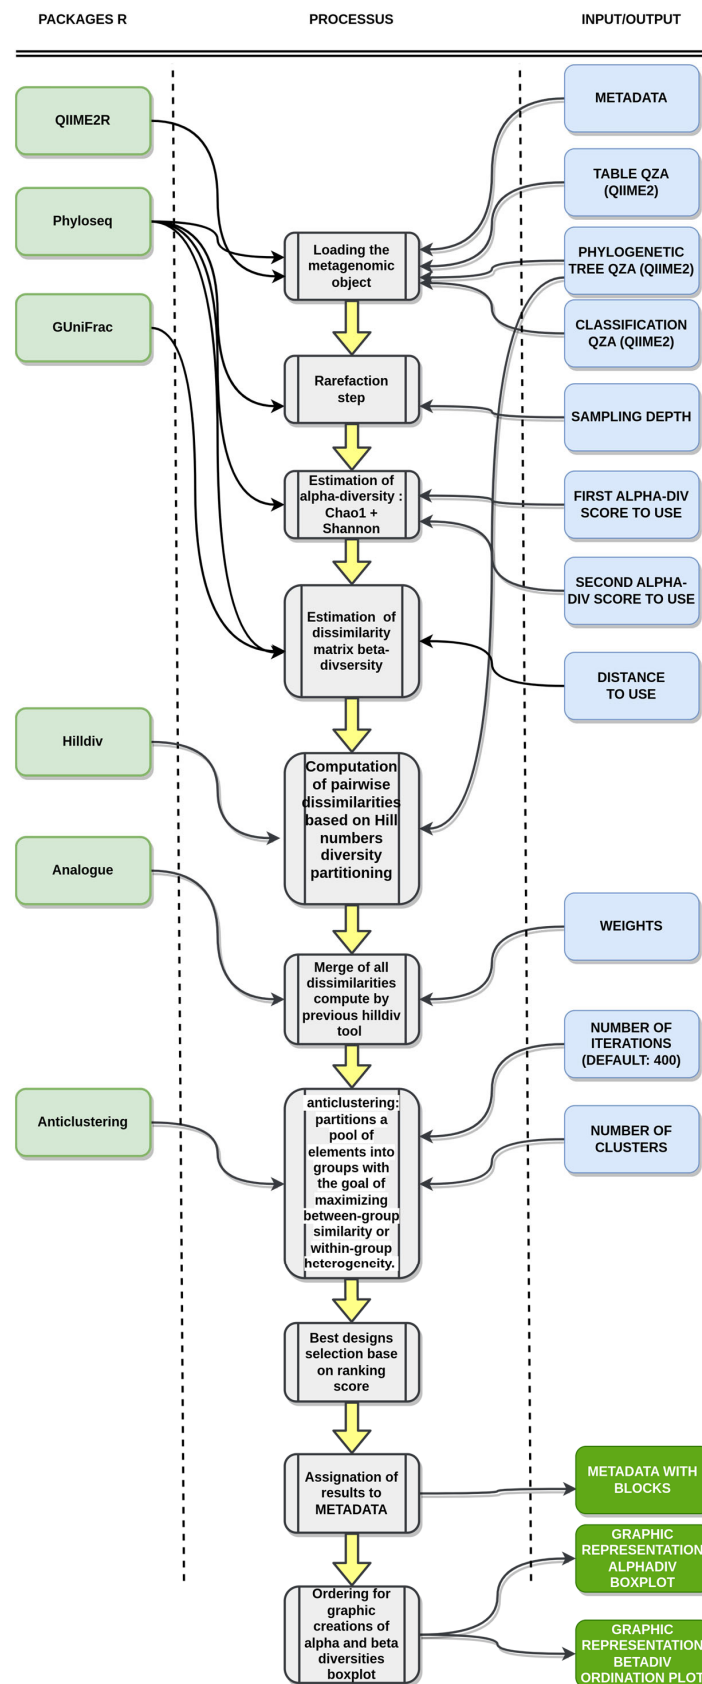 PACKAGES R
PROCESSUS
INPUT/OUTPUT
QIIME2R
Phyloseq
GUniFrac
Hilldiv
Analogue
Anticlustering
Loading the
metagenomic
object
Rarefaction
step
Estimation of
alpha-diversity :
Chao1 +
Shannon
Estimation of
dissimilarity
matrix beta-
divsersity
Computation
of pairwise
dissimilarities
based on Hill
numbers
diversity
partitioning
Merge of all
dissimilarities
compute by
previous hilldiv
tool
anticlustering:
partitions a
pool of
elements into
groups with
the goal of
maximizing
between-group
similarity or
within-group
heterogeneity.
Best designs
selection base
on ranking
score
Assignation of
results to
METADATA
Ordering for
graphic
creations of
alpha and beta
diversities
boxplot
METADATA
TABLE QZA
(QIIME2)
PHYLOGENETIC
TREE QZA (QIIME2)
CLASSIFICATION
QZA (QIIME2)
SAMPLING DEPTH
FIRST ALPHA-DIV
SCORE TO USE
SECOND ALPHA-
DIV SCORE TO USE
DISTANCE
TO USE
WEIGHTS
NUMBER OF
ITERATIONS
(DEFAULT: 400)
NUMBER OF
CLUSTERS
METADATA WITH
BLOCKS
GRAPHIC
REPRESENTATION
ALPHADIV
BOXPLOT
GRAPHIC
REPRESENTATION
BETADIV
ORDINATION PLOT